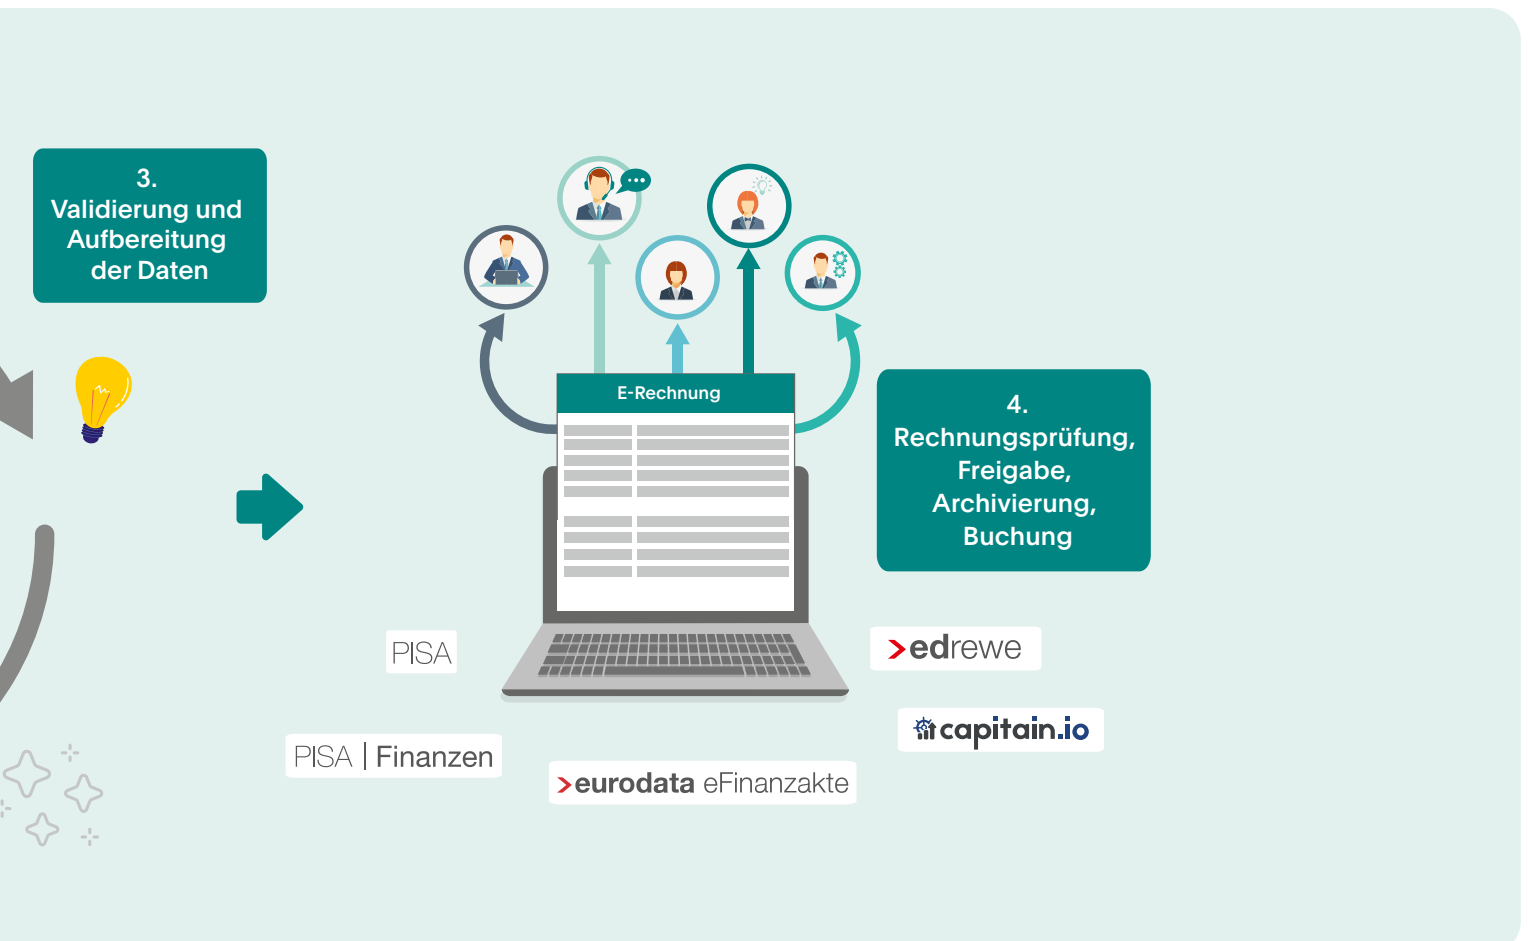 3.
Validierung und
Aufbereitung
der Daten
E-Rechnung
4.
Rechnungsprüfung,
Freigabe,
Archivierung,
Buchung
PISA
edrewe
capitain.io
PISA | Finanzen
eurodata eFinanzakte